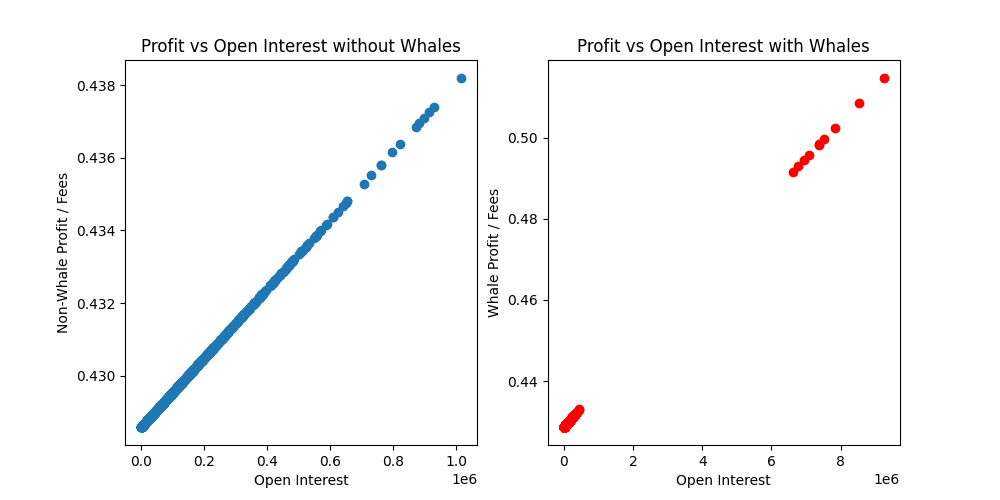 Profit vs Open Interest without Whales
Non-Whale Profit / Fees
0.438
0.436
0.434
0.432
0.430
0.0 0.2 0.4 0.6 0.8 1.0
1e6
Open Interest
Profit vs Open Interest with Whales
Whale Profit / Fees
0.50
0.48
0.46
0.44
0 2 4 6 8
1e6
Open Interest